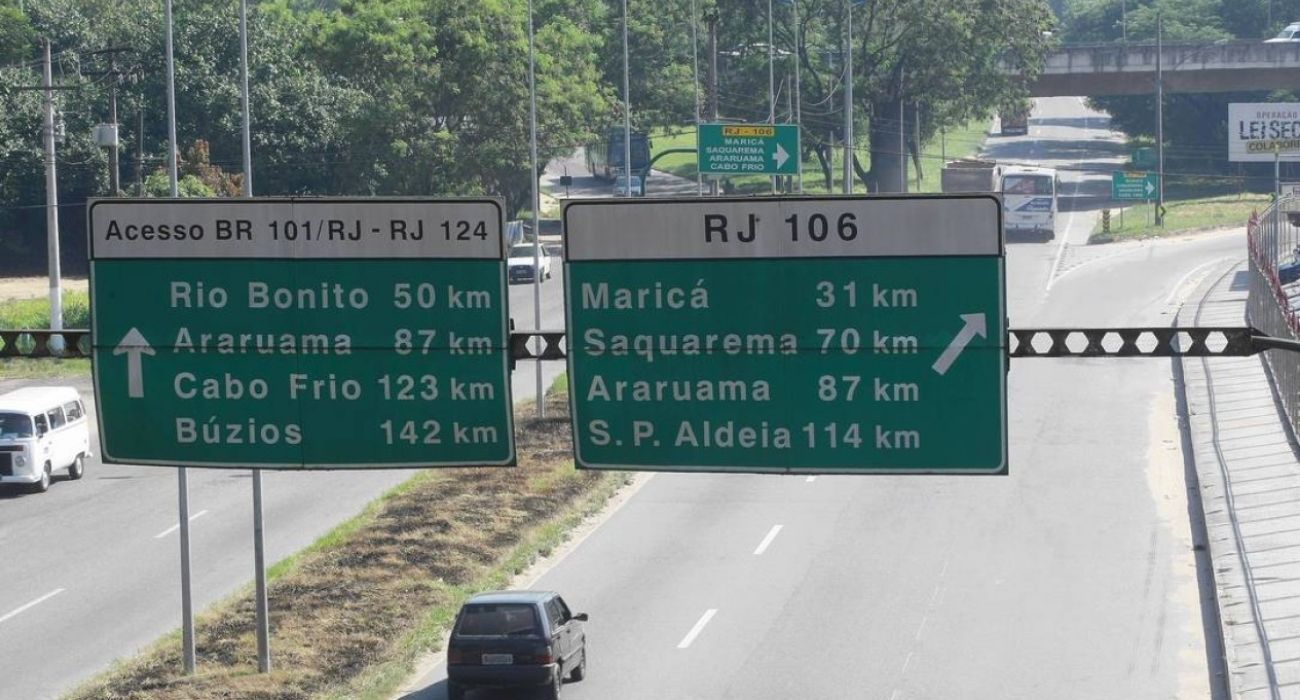 Acesso BR 101/RJ - RJ 124
Rio Bonito 50 km
Araruama 87 km
Cabo Frio 123 km
Búzios 142 km
RJ 106
Maricá 31 km
Saquarema 70 km
Araruama 87 km
S. P. Aldeia 114 km
RJ - 106
MARICÁ
SAQUAREMA
ARARUAMA
CABO FRIO
OPERAÇÃO
LEI SEC